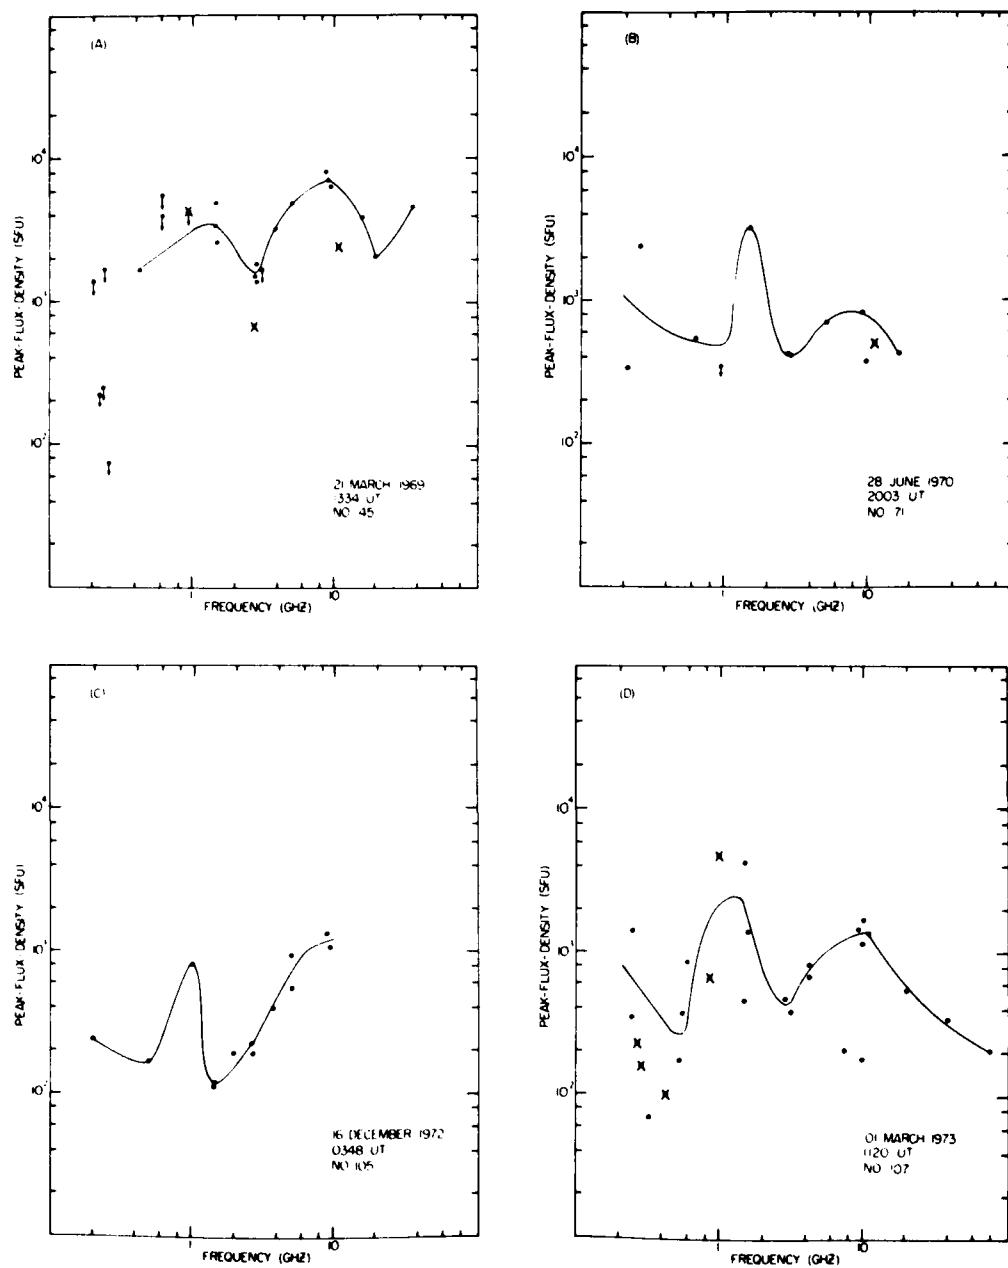 (A)
10⁴
10³
10²
PEAK-FLUX-DENSITY (SFU)
21 MARCH 1969
1334 UT
NO 45
1
10
FREQUENCY (GHZ)
(B)
10⁴
10³
10²
PEAK-FLUX-DENSITY (SFU)
28 JUNE 1970
2003 UT
NO 71
1
10
FREQUENCY (GHZ)
(C)
10⁴
10³
10²
PEAK-FLUX-DENSITY (SFU)
16 DECEMBER 1972
0348 UT
NO 105
1
10
FREQUENCY (GHZ)
(D)
10⁴
10³
10²
PEAK-FLUX-DENSITY (SFU)
01 MARCH 1973
1120 UT
NO 107
1
10
FREQUENCY (GHZ)